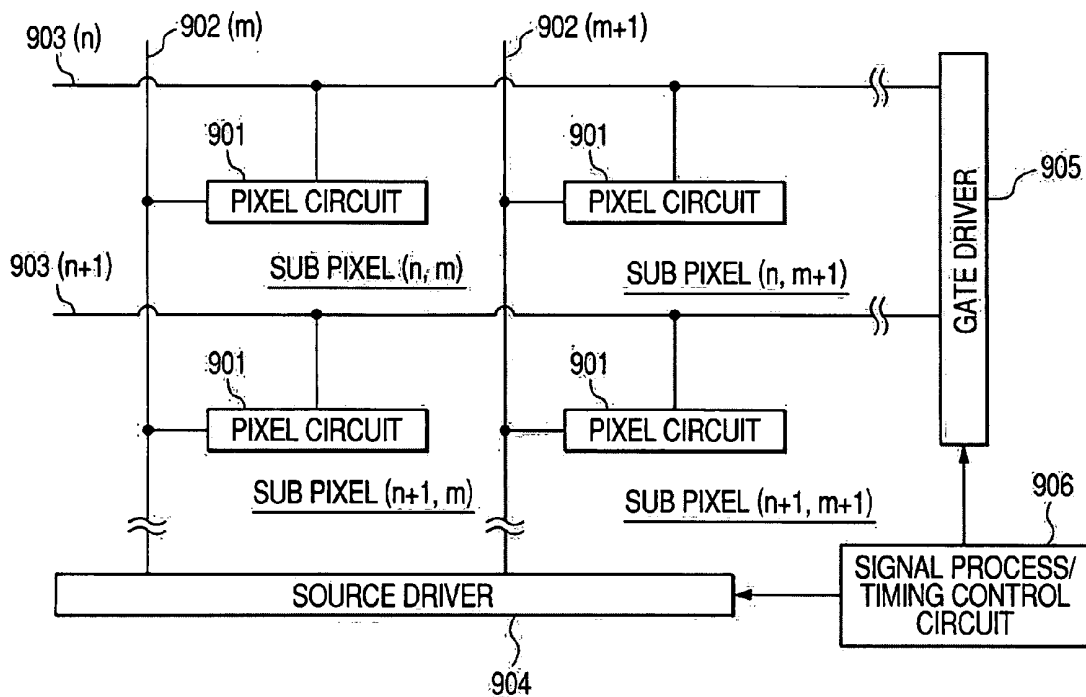 903 (n)
902 (m)
902 (m+1)
901
PIXEL CIRCUIT
901
PIXEL CIRCUIT
GATE DRIVER
905
903 (n+1)
SUB PIXEL (n, m)
SUB PIXEL (n, m+1)
901
PIXEL CIRCUIT
901
PIXEL CIRCUIT
SUB PIXEL (n+1, m)
SUB PIXEL (n+1, m+1)
906
SOURCE DRIVER
SIGNAL PROCESS/
TIMING CONTROL
CIRCUIT
904